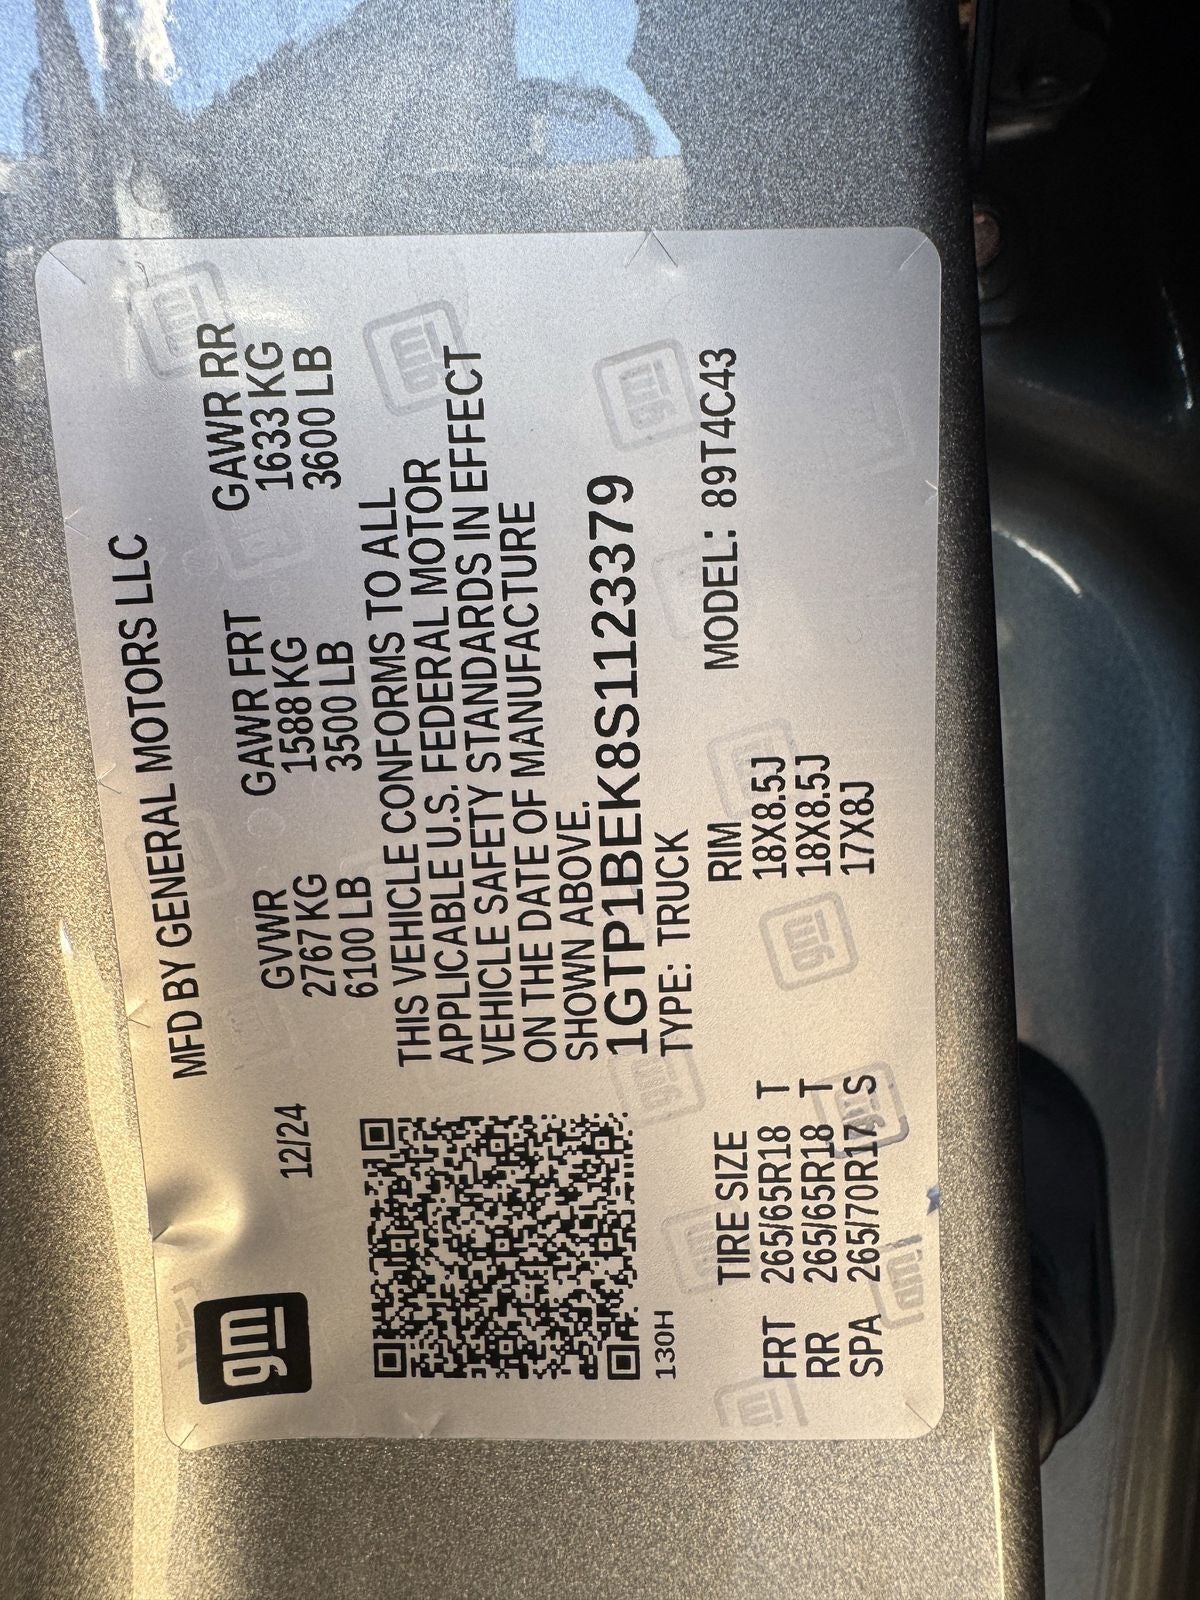 gm
MFD BY GENERAL MOTORS LLC
12/24
GVWR GAWR FRT GAWR RR
2767 KG 1588 KG 1633 KG
6100 LB 3500 LB 3600 LB
THIS VEHICLE CONFORMS TO ALL
APPLICABLE U.S. FEDERAL MOTOR
VEHICLE SAFETY STANDARDS IN EFFECT
ON THE DATE OF MANUFACTURE
SHOWN ABOVE.
1GTP1BEK8S1123379
130H TYPE: TRUCK
TIRE SIZE RIM MODEL: 89T4C43
FRT 265/65R18 T 18X8.5J
RR 265/65R18 T 18X8.5J
SPA 265/70R17 S 17X8J